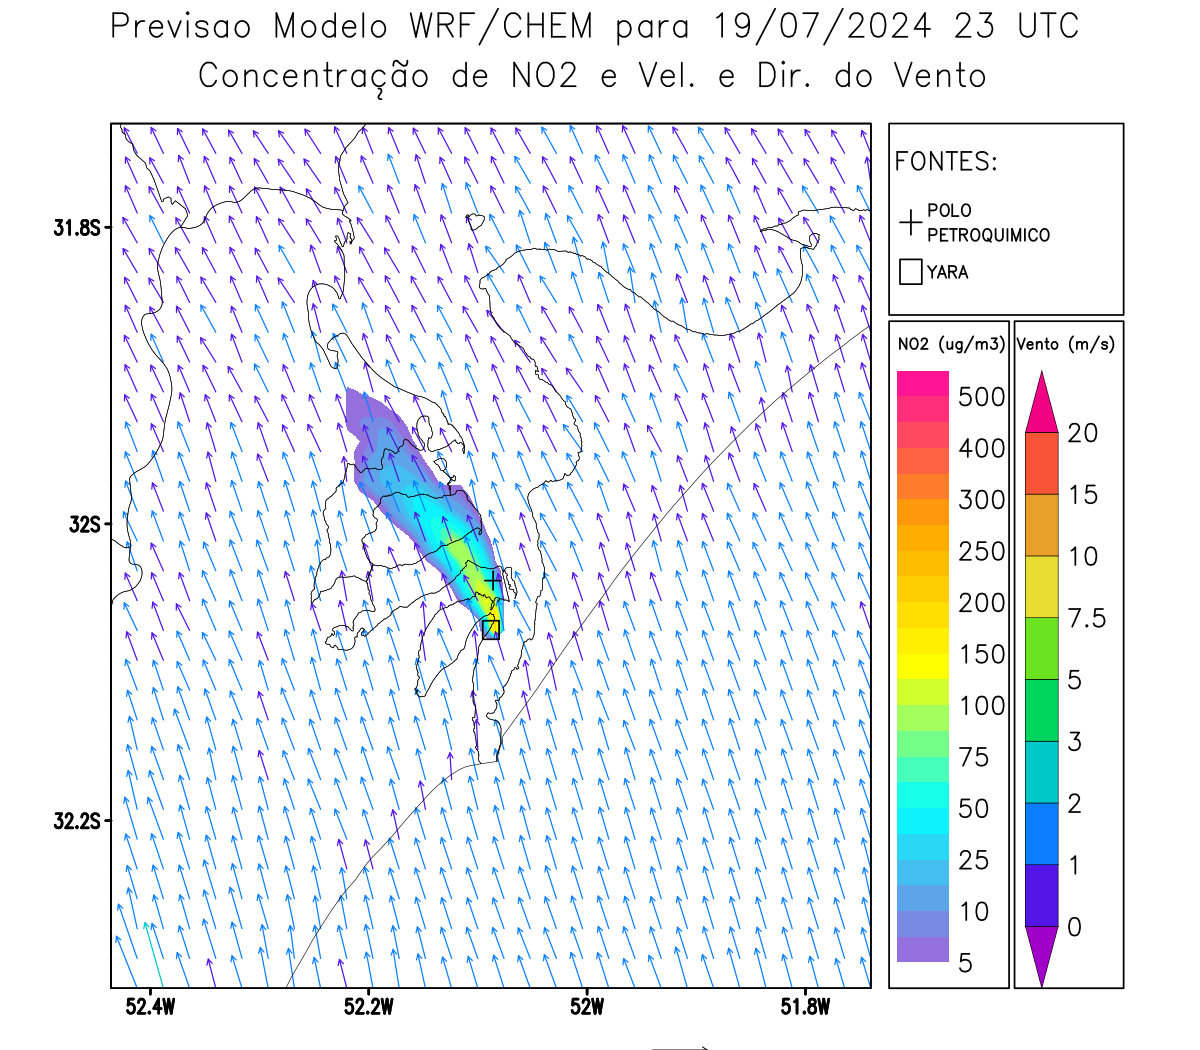 Previsao Modelo WRF/CHEM para 19/07/2024 23 UTC
Concentração de NO2 e Vel. e Dir. do Vento
FONTES:
POLO
PETROQUIMICO
YARA
NO2 (ug/m3)
500
400
300
250
200
150
100
75
50
25
10
5
Vento (m/s)
20
15
10
7.5
5
3
2
1
0
31.8S
32S
32.2S
52.4W
52.2W
52W
51.8W